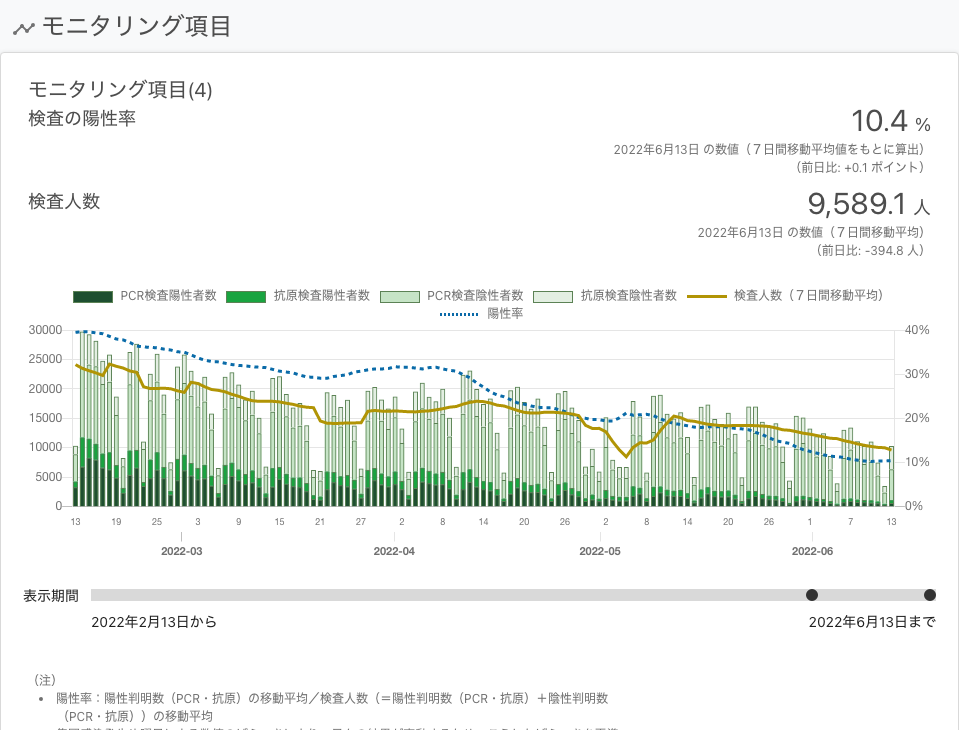 モニタリング項目
モニタリング項目(4)
検査の陽性率
10.4 %
2022年6月13日 の数値（７日間移動平均値をもとに算出）
（前日比: +0.1 ポイント）
検査人数
9,589.1 人
2022年6月13日 の数値（７日間移動平均）
（前日比: -394.8 人）
PCR検査陽性者数 抗原検査陽性者数 PCR検査陰性者数 抗原検査陰性者数 検査人数（７日間移動平均）
陽性率
30000 40%
25000
30%
20000
15000 20%
10000
10%
5000
0 0%
13 19 25 3 9 15 21 27 2 8 14 20 26 2 8 14 20 26 1 7 13
2022-03 2022-04 2022-05 2022-06
表示期間
2022年2月13日から 2022年6月13日まで
（注）
• 陽性率：陽性判明数（PCR・抗原）の移動平均／検査人数（＝陽性判明数（PCR・抗原）＋陰性判明数
（PCR・抗原））の移動平均